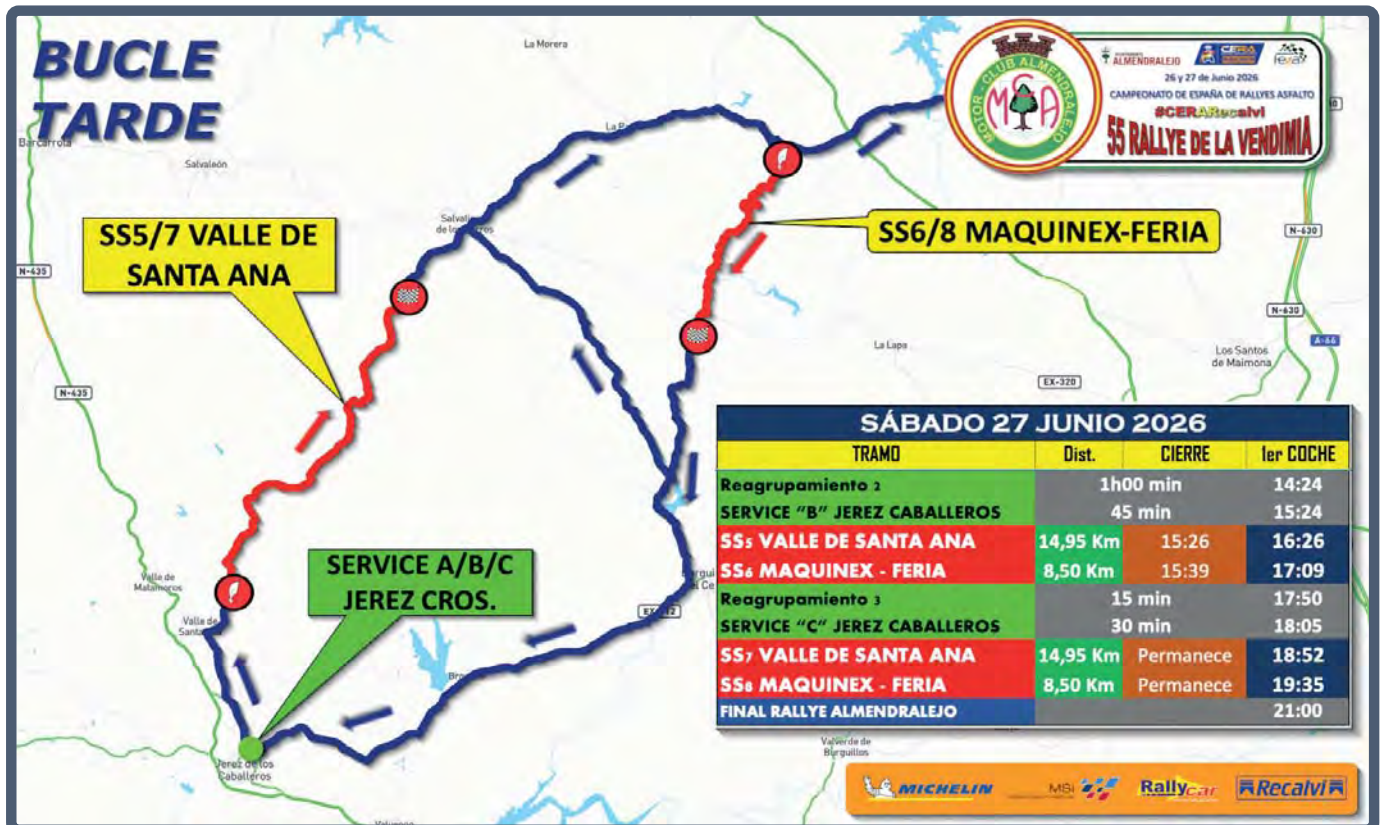 BUCLE
TARDE
La Morera
Barcarrota
Salvaleón
MOTOR - CLUB ALMENDRALEJO
MCA
AYUNTAMIENTO
ALMENDRALEJO
CERA
26 y 27 de Junio 2026
CAMPEONATO DE ESPAÑA DE RALLYES ASFALTO
#CERARecalvi
55 RALLYE DE LA VENDIMIA
SS5/7 VALLE DE
SANTA ANA
SS6/8 MAQUINEX-FERIA
N-435
N-435
N-630
N-630
A-66
La Lapa
Los Santos
de Maimona
EX-320
SERVICE A/B/C
JEREZ CROS.
Valle de
Matamoros
Valle de
Jerez de los
Caballeros
Valverde de
Burguillos
SÁBADO 27 JUNIO 2026
TRAMO Dist. CIERRE 1er COCHE
Reagrupamiento 2 1h00 min 14:24
SERVICE "B" JEREZ CABALLEROS 45 min 15:24
SS5 VALLE DE SANTA ANA 14,95 Km 15:26 16:26
SS6 MAQUINEX - FERIA 8,50 Km 15:39 17:09
Reagrupamiento 3 15 min 17:50
SERVICE "C" JEREZ CABALLEROS 30 min 18:05
SS7 VALLE DE SANTA ANA 14,95 Km Permanece 18:52
SS8 MAQUINEX - FERIA 8,50 Km Permanece 19:35
FINAL RALLYE ALMENDRALEJO 21:00
MICHELIN
MSi
Rallycar
Recalvi